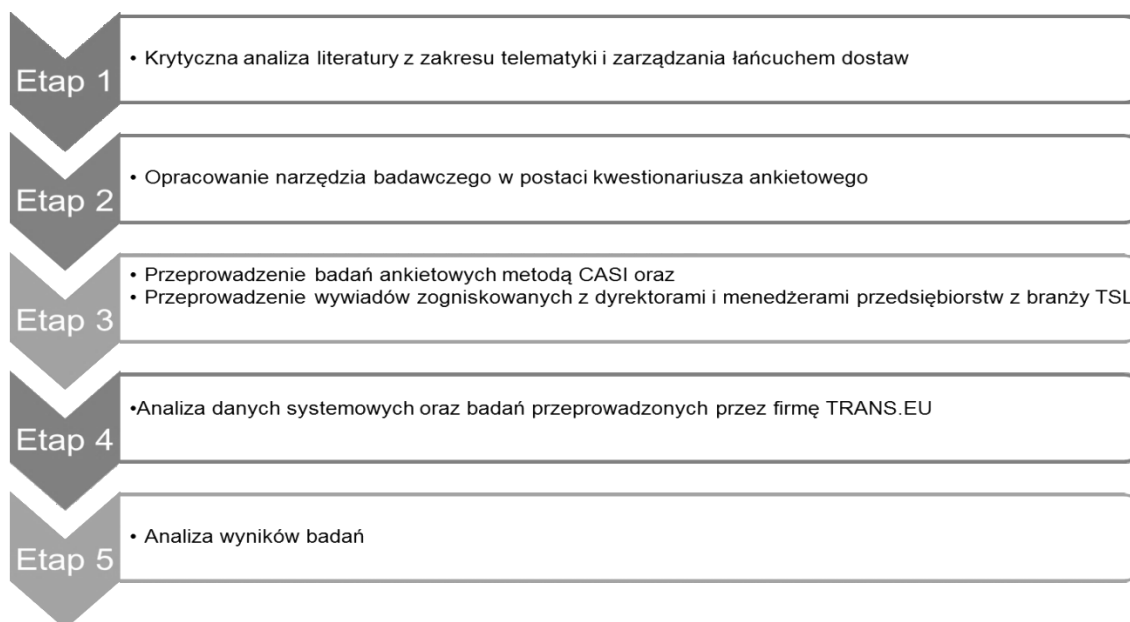 Etap 1
• Krytyczna analiza literatury z zakresu telematyki i zarządzania łańcuchem dostaw
Etap 2
• Opracowanie narzędzia badawczego w postaci kwestionariusza ankietowego
Etap 3
• Przeprowadzenie badań ankietowych metodą CASI oraz
• Przeprowadzenie wywiadów zogniskowanych z dyrektorami i menedżerami przedsiębiorstw z branży TSL
Etap 4
•Analiza danych systemowych oraz badań przeprowadzonych przez firmę TRANS.EU
Etap 5
• Analiza wyników badań